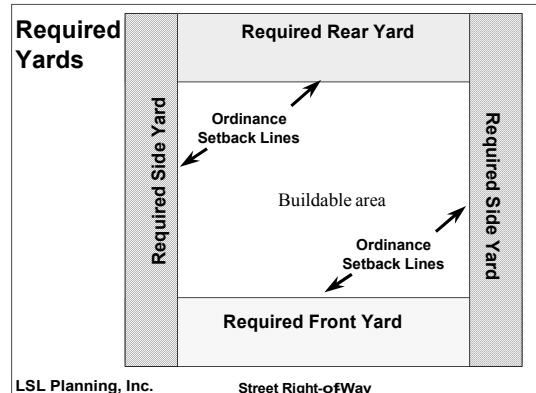 Required
Yards
Required Rear Yard
Ordinance
Setback Lines
Required Side Yard
Required Side Yard
Buildable area
Ordinance
Setback Lines
Required Front Yard
LSL Planning, Inc.
Street Right-of-Way